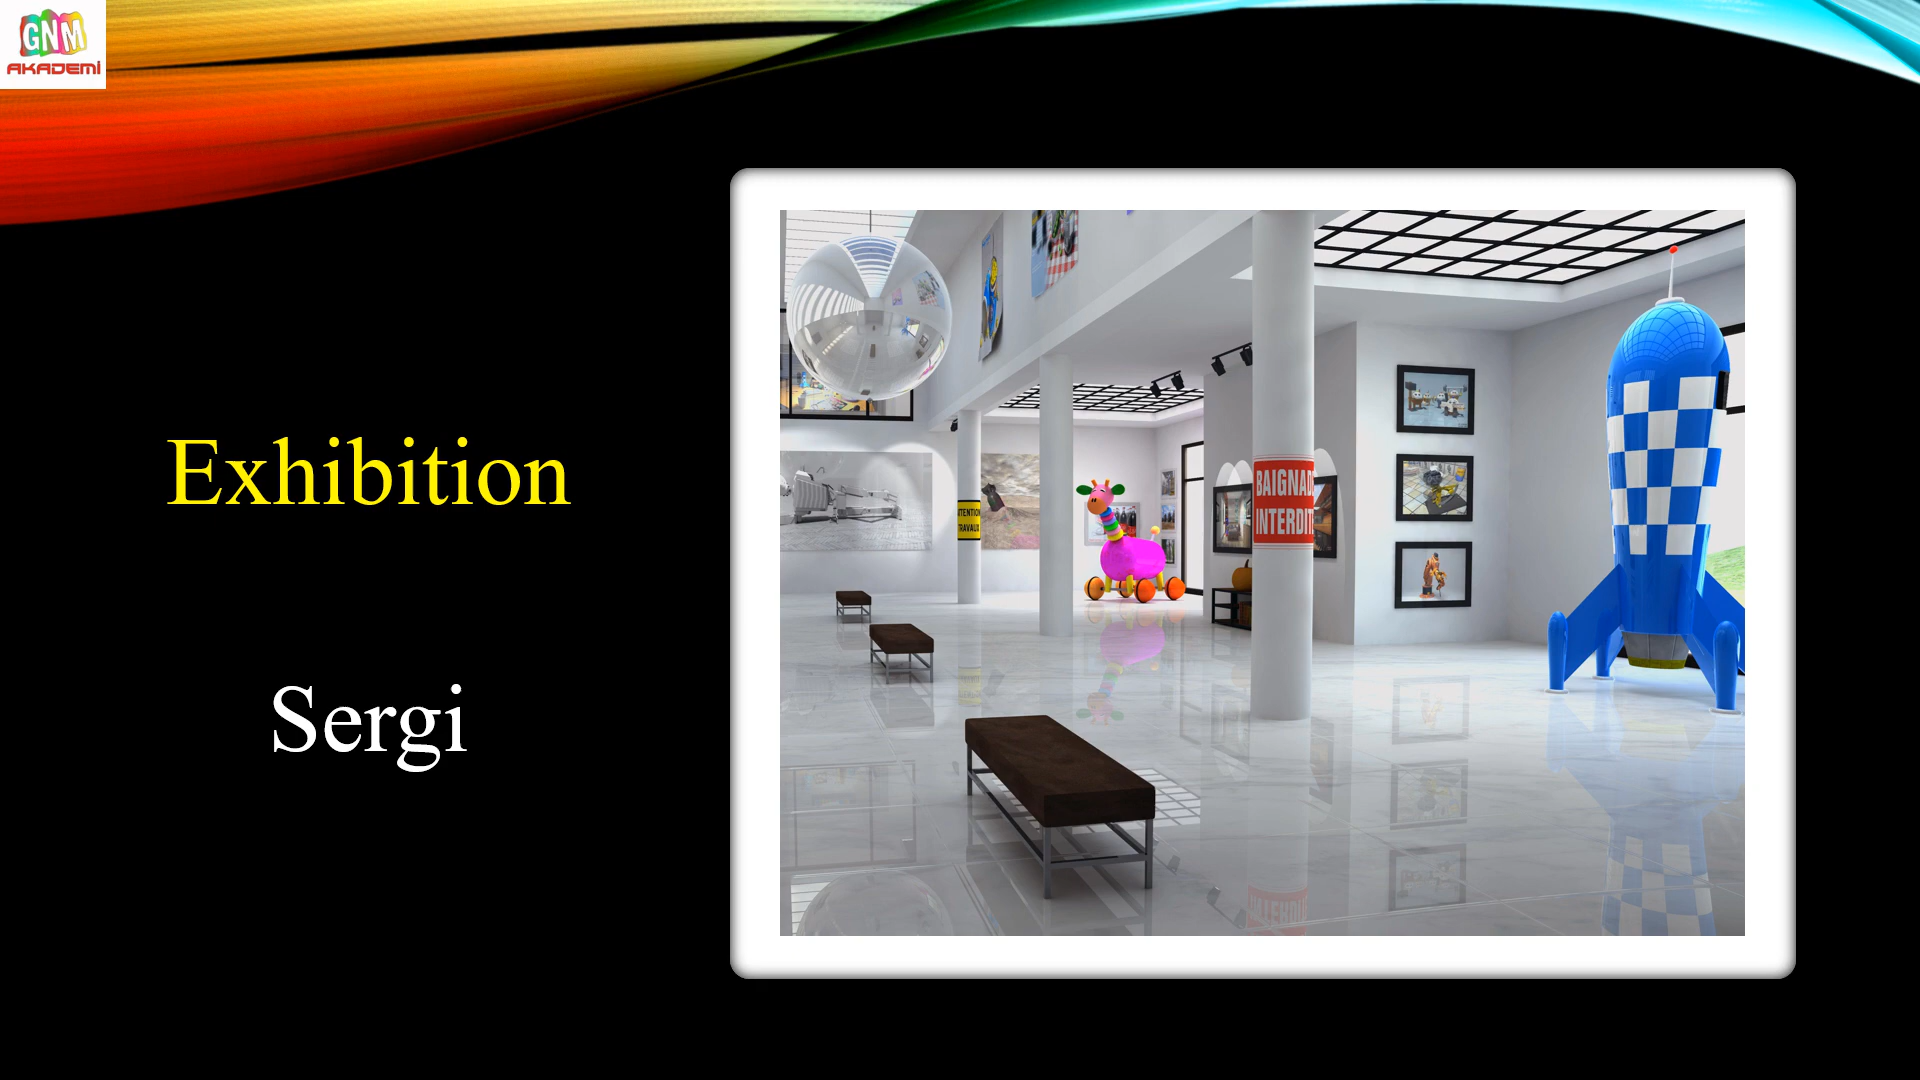 GNM
AKADEMİ
Exhibition
Sergi
BAIGNAD
INTERDIT